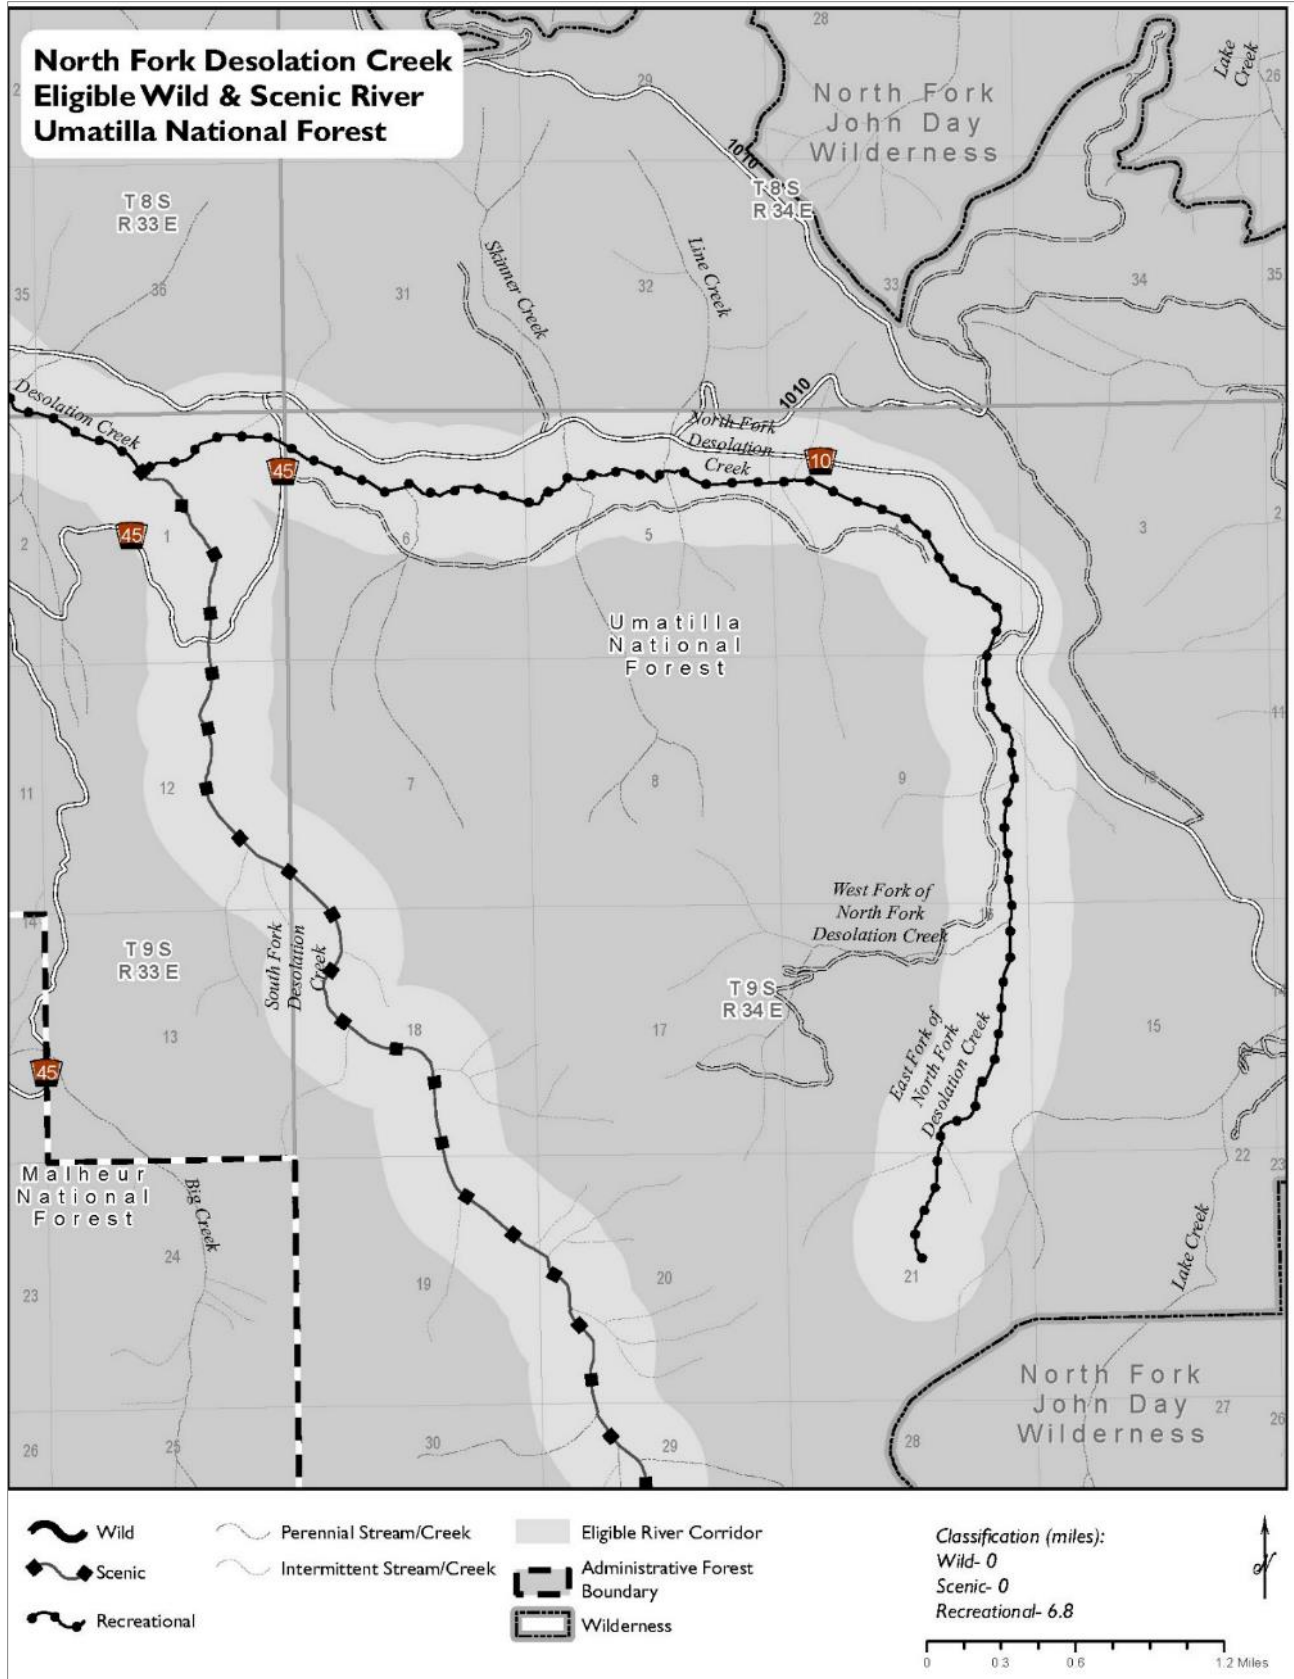 North Fork Desolation Creek
Eligible Wild & Scenic River
Umatilla National Forest
28
29
27
26
Lake
Creek
North Fork
John Day
Wilderness
1010
T 8 S
R 33 E
T 8 S
R 34 E
35
36
31
32
33
34
35
Skinner Creek
Line Creek
Desolation Creek
1010
North Fork
Desolation
Creek
45
10
45
2
1
6
5
4
3
2
Umatilla
National
Forest
11
12
7
8
9
10
11
West Fork of
North Fork
Desolation Creek
14
16
T 9 S
R 33 E
South Fork
Desolation
Creek
T 9 S
R 34 E
14
13
18
17
15
East Fork of
North Fork
Desolation Creek
45
Malheur
National
Forest
Big Creek
22
23
24
19
20
21
Lake Creek
23
North Fork
John Day
Wilderness
27
26
26
25
30
29
28
Wild
Scenic
Recreational
Perennial Stream/Creek
Intermittent Stream/Creek
Eligible River Corridor
Administrative Forest
Boundary
Wilderness
Classification (miles):
Wild- 0
Scenic- 0
Recreational- 6.8
N
0 0.3 0.6 1.2 Miles